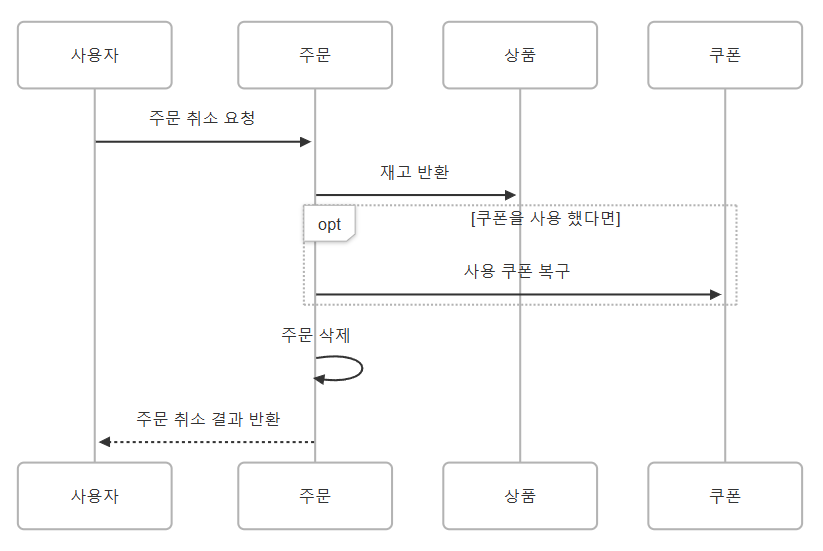 사용자
주문
상품
쿠폰
주문 취소 요청
재고 반환
opt
[쿠폰을 사용 했다면]
사용 쿠폰 복구
주문 삭제
주문 취소 결과 반환
사용자
주문
상품
쿠폰